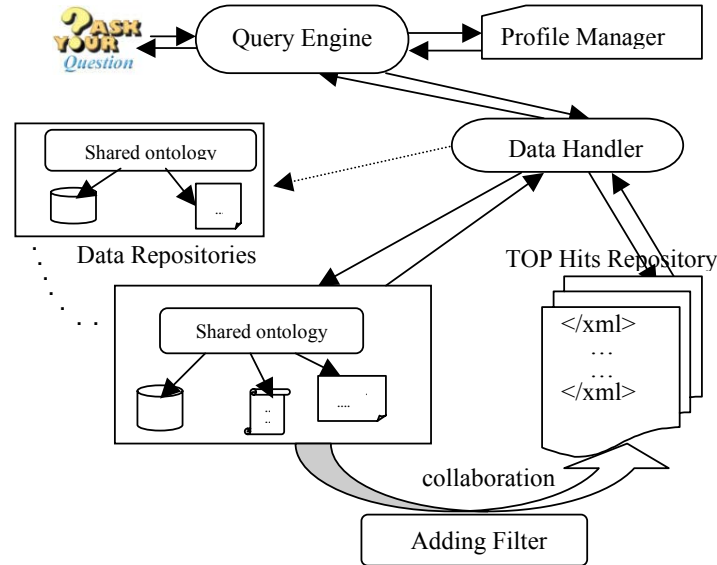 ?ASK
YOUR
Question
Query Engine
Profile Manager
Shared ontology
Data Handler
...
Data Repositories
TOP Hits Repository
Shared ontology
</xml>
...
...
</xml>
..
..
....
collaboration
Adding Filter